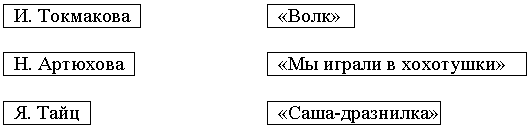 И. Токмакова «Волк»
Н. Артюхова «Мы играли в хохотушки»
Я. Тайц «Саша-дразнилка»